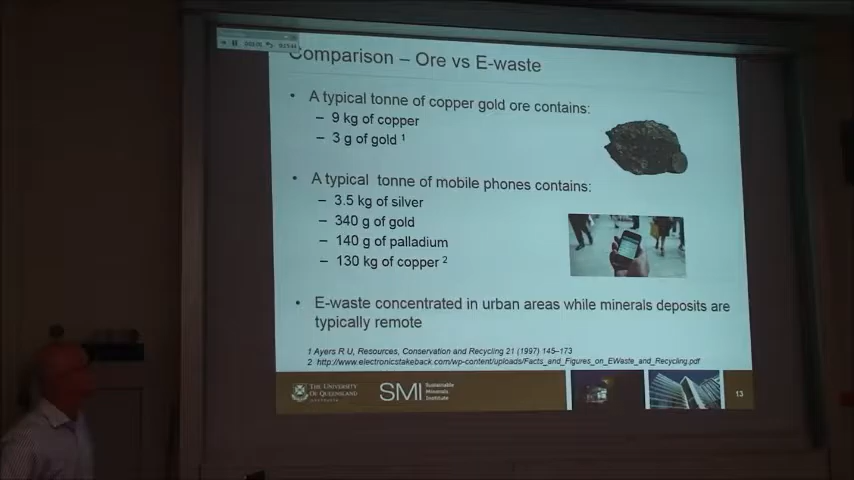 Comparison – Ore vs E-waste
• A typical tonne of copper gold ore contains:
– 9 kg of copper
– 3 g of gold 1
• A typical tonne of mobile phones contains:
– 3.5 kg of silver
– 340 g of gold
– 140 g of palladium
– 130 kg of copper 2
• E-waste concentrated in urban areas while minerals deposits are
typically remote
1 Ayers R U, Resources, Conservation and Recycling 21 (1997) 145–173
2 http://www.electronicstakeback.com/wp-content/uploads/Facts_and_Figures_on_EWaste_and_Recycling.pdf
THE UNIVERSITY
OF QUEENSLAND
AUSTRALIA
SMI
Sustainable
Minerals
Institute
13